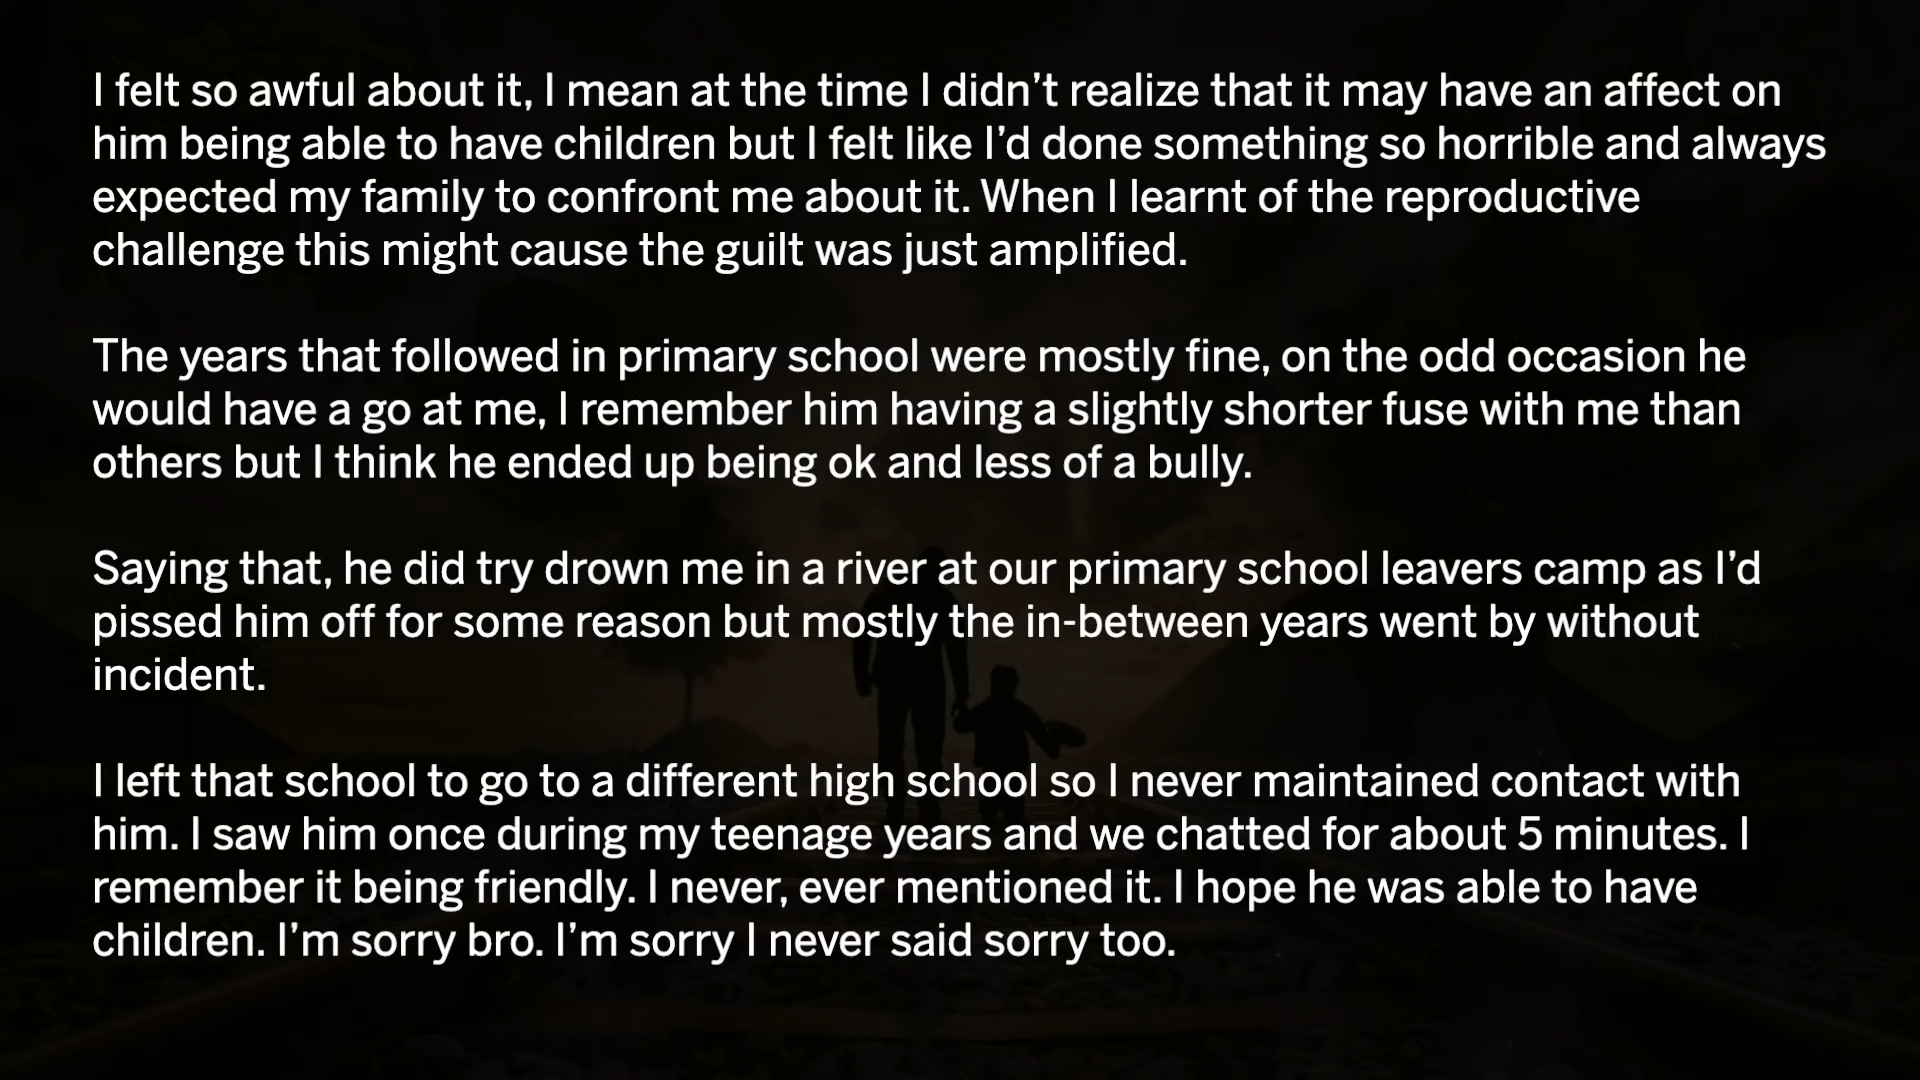 I felt so awful about it, I mean at the time I didn’t realize that it may have an affect on
him being able to have children but I felt like I’d done something so horrible and always
expected my family to confront me about it. When I learnt of the reproductive
challenge this might cause the guilt was just amplified.
The years that followed in primary school were mostly fine, on the odd occasion he
would have a go at me, I remember him having a slightly shorter fuse with me than
others but I think he ended up being ok and less of a bully.
Saying that, he did try drown me in a river at our primary school leavers camp as I’d
pissed him off for some reason but mostly the in-between years went by without
incident.
I left that school to go to a different high school so I never maintained contact with
him. I saw him once during my teenage years and we chatted for about 5 minutes. I
remember it being friendly. I never, ever mentioned it. I hope he was able to have
children. I’m sorry bro. I’m sorry I never said sorry too.